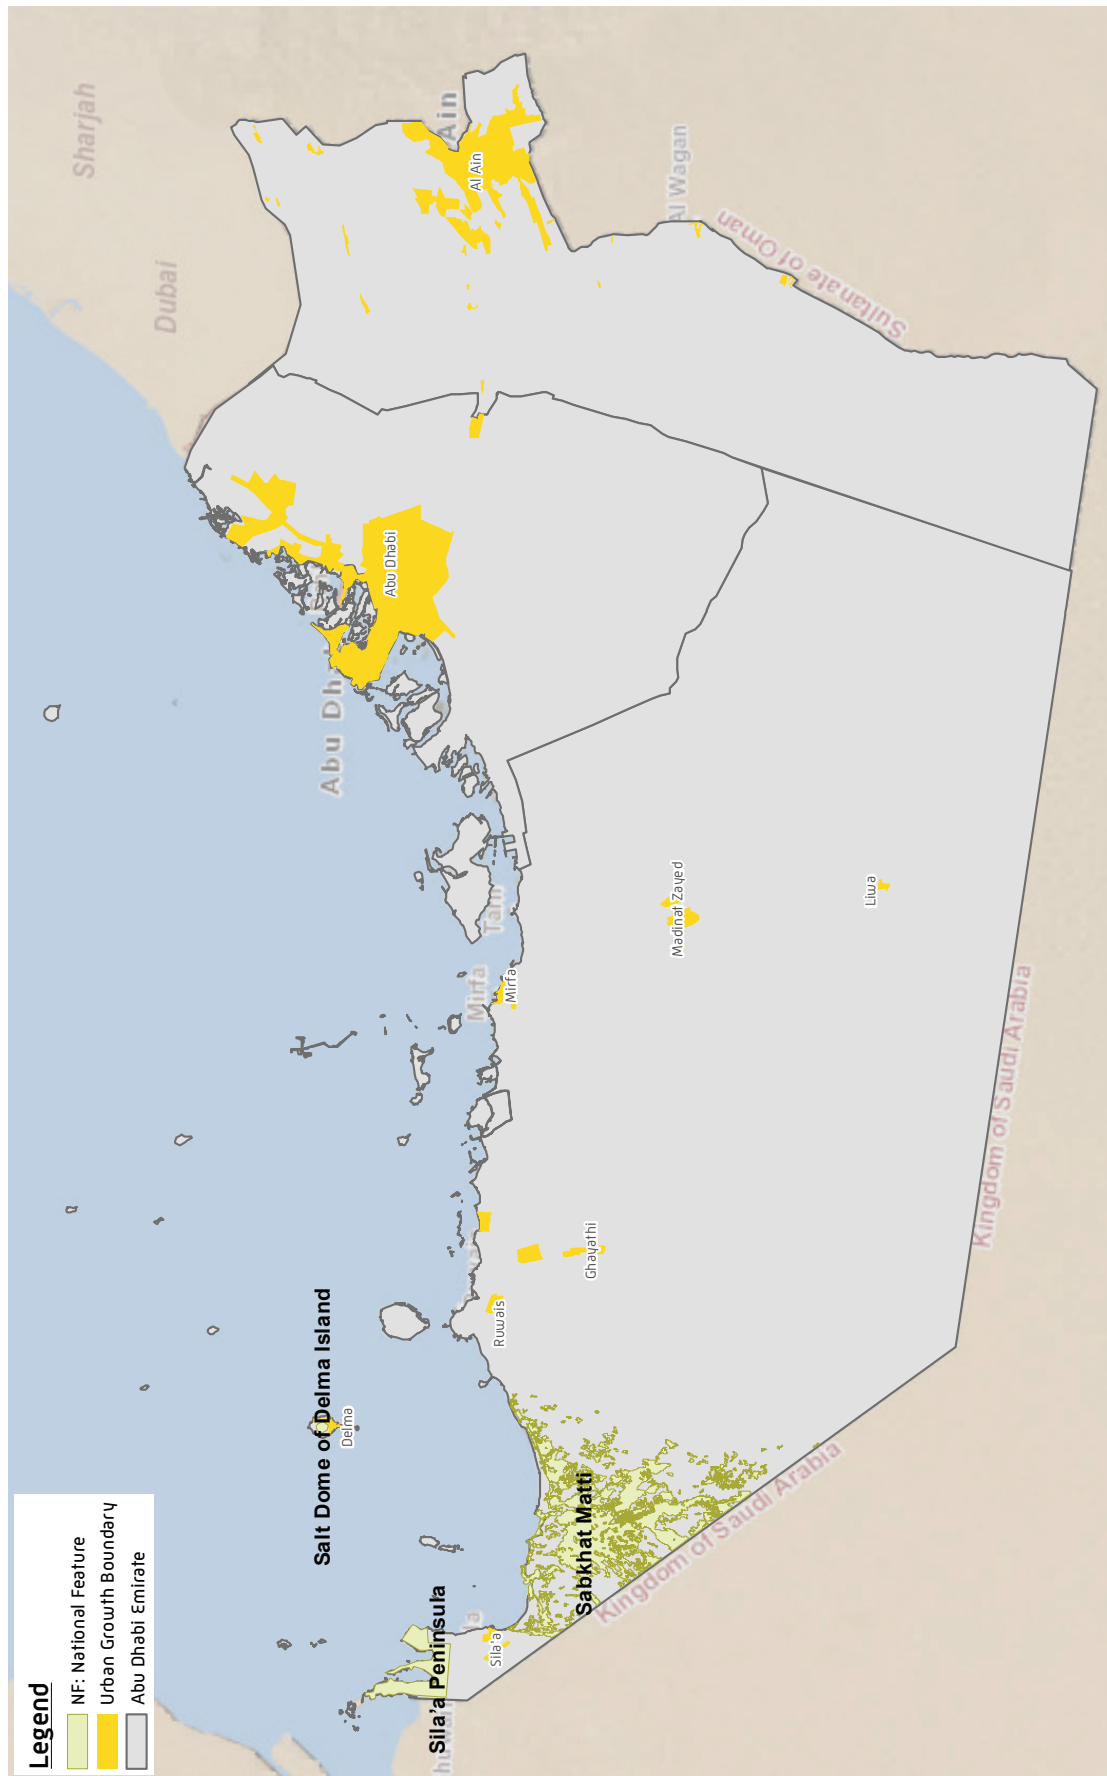 Legend
NF: National Feature
Urban Growth Boundary
Abu Dhabi Emirate
Sharjah
Dubai
Ain
Al Ain
Al Wagan
Sultanate of Oman
Abu Dhabi
Abu Dh
Mirfa
Mirfa
Madinat Zayed
Liwa
Ghayathi
Ruwais
Salt Dome of Delma Island
Delma
Sila'a Peninsula
Sila'a
Sabkhat Matti
Kingdom of Saudi Arabia
Kingdom of Saudi Arabia